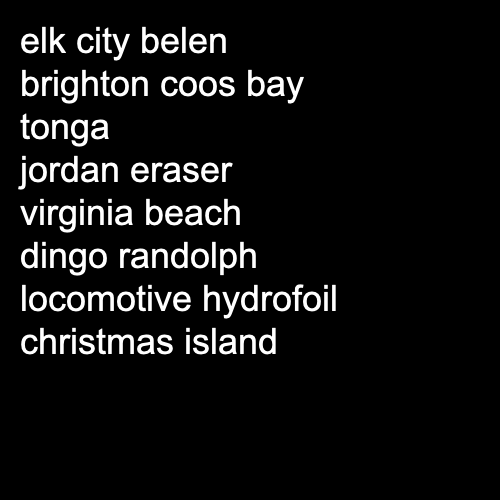 elk city belen
brighton coos bay
tonga
jordan eraser
virginia beach
dingo randolph
locomotive hydrofoil
christmas island